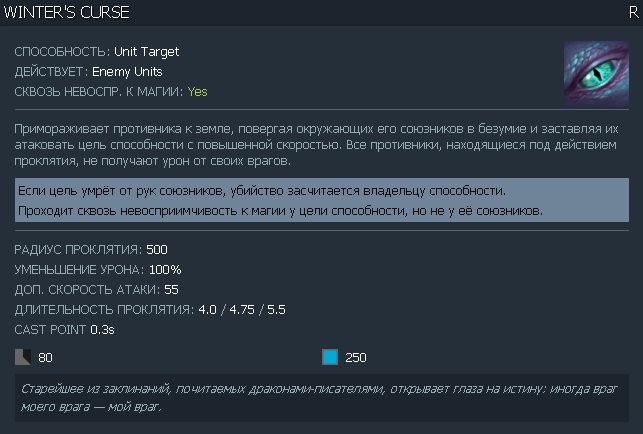 WINTER'S CURSE R
СПОСОБНОСТЬ: Unit Target
ДЕЙСТВУЕТ: Enemy Units
СКВОЗЬ НЕВОСПР. К МАГИИ: Yes
Примораживает противника к земле, повергая окружающих его союзников в безумие и заставляя их
атаковать цель способности с повышенной скоростью. Все противники, находящиеся под действием
проклятия, не получают урон от своих врагов.
Если цель умрёт от рук союзников, убийство засчитается владельцу способности.
Проходит сквозь невосприимчивость к магии у цели способности, но не у её союзников.
РАДИУС ПРОКЛЯТИЯ: 500
УМЕНЬШЕНИЕ УРОНА: 100%
ДОП. СКОРОСТЬ АТАКИ: 55
ДЛИТЕЛЬНОСТЬ ПРОКЛЯТИЯ: 4.0 / 4.75 / 5.5
CAST POINT 0.3s
80 250
Старейшее из заклинаний, почитаемых драконами-писателями, открывает глаза на истину: иногда враг
моего врага — мой враг.